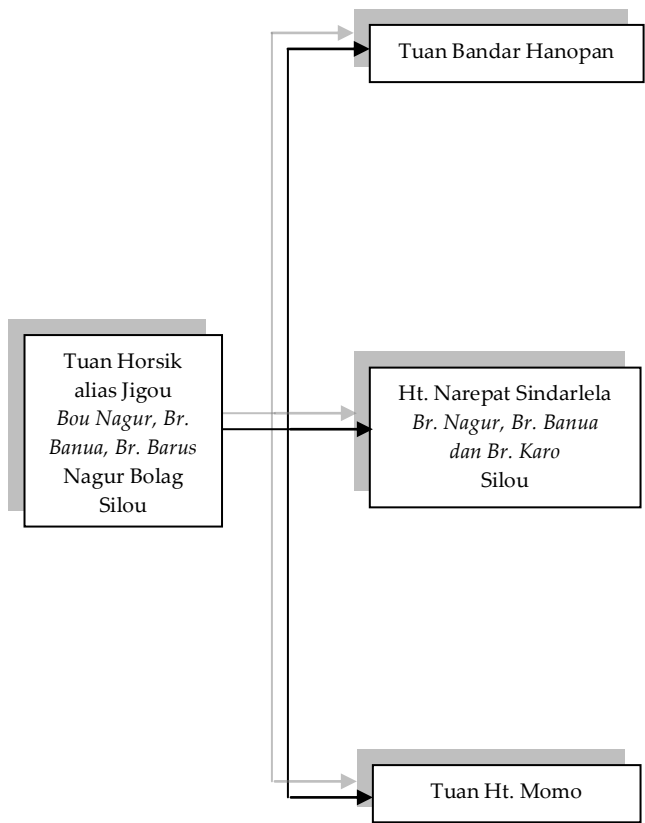 Tuan Bandar Hanopan
Tuan Horsik
alias Jigou
Bou Nagur, Br.
Banua, Br. Barus
Nagur Bolag
Silou
Ht. Narepat Sindarlela
Br. Nagur, Br. Banua
dan Br. Karo
Silou
Tuan Ht. Momo